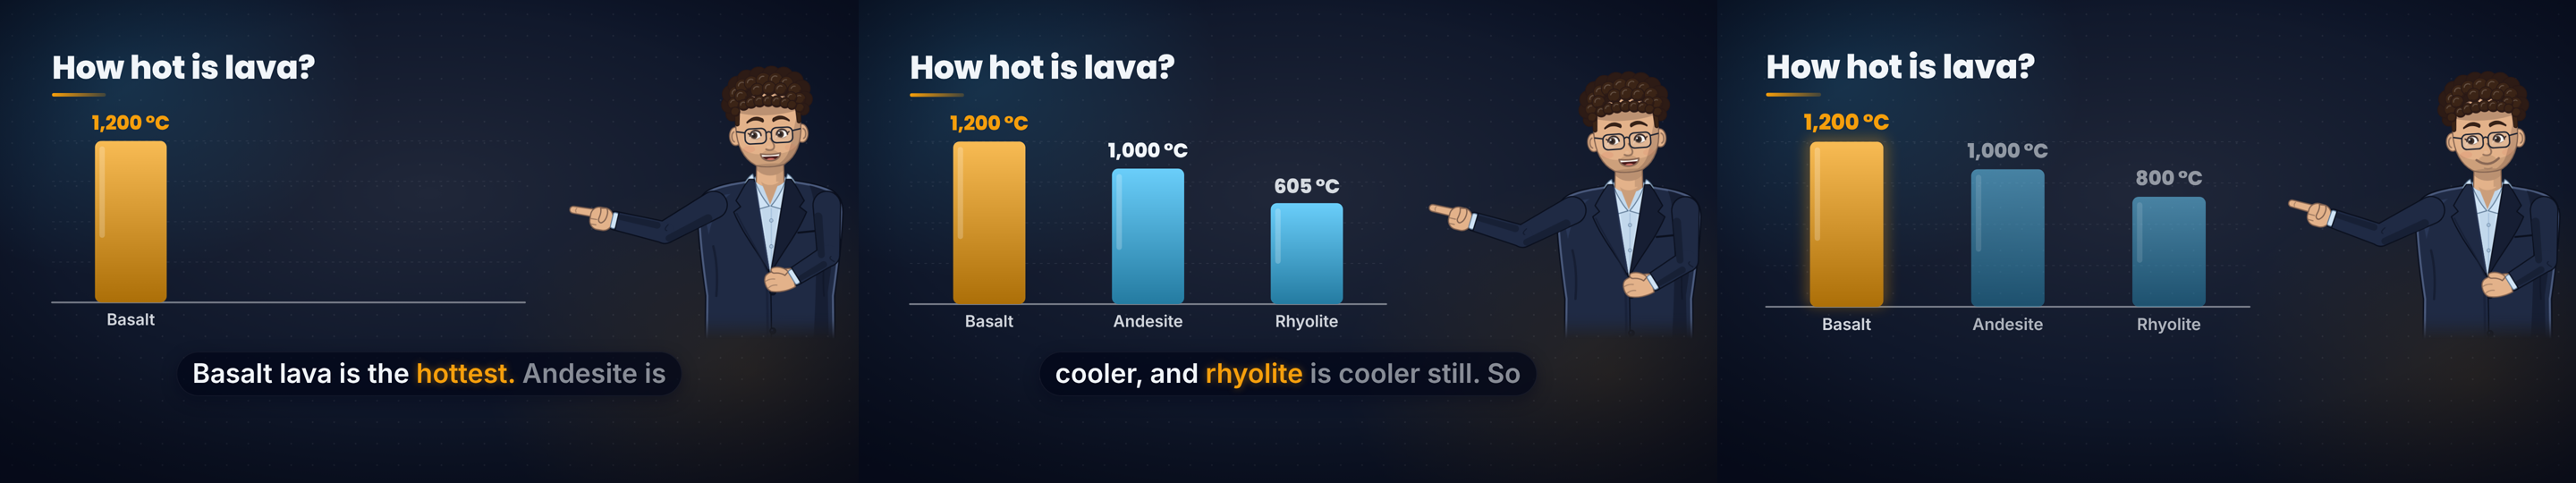 How hot is lava?
1,200 °C
Basalt
Basalt lava is the hottest. Andesite is
How hot is lava?
1,200 °C
1,000 °C
605 °C
Basalt Andesite Rhyolite
cooler, and rhyolite is cooler still. So
How hot is lava?
1,200 °C
1,000 °C
800 °C
Basalt Andesite Rhyolite